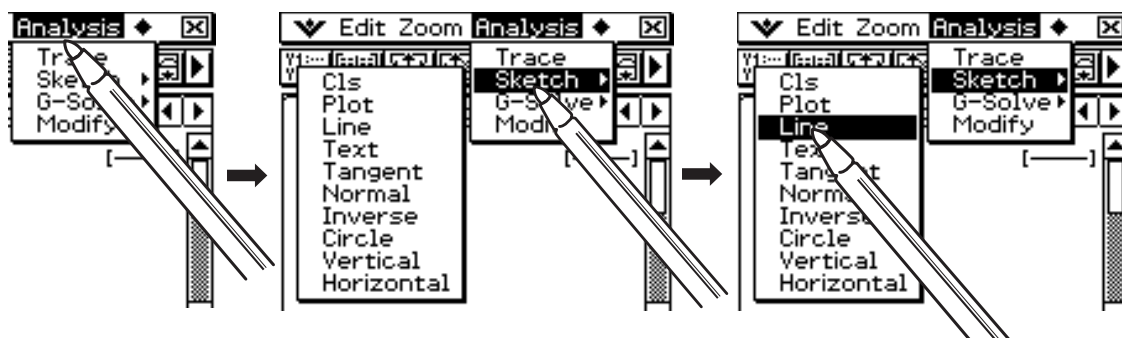 Analysis
Trace
Modify
Edit Zoom Analysis
Trace
Sketch
Cls
Plot
Line
Text
Tangent
Normal
Inverse
Circle
Vertical
Horizontal
Edit Zoom Analysis
Trace
Sketch
G-Solve
Modify
Cls
Plot
Line
Inverse
Circle
Vertical
Horizontal